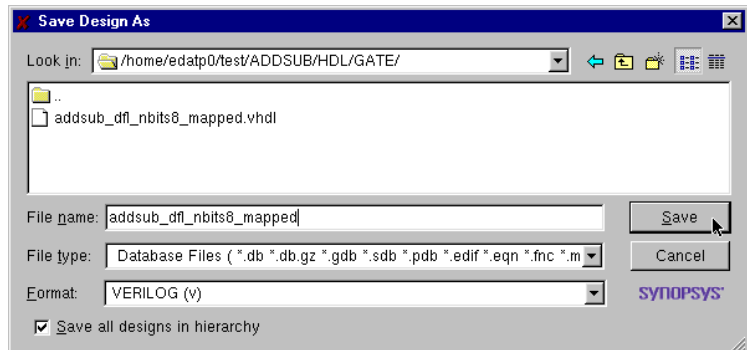 Save Design As
Look in: /home/edatp0/test/ADDSUB/HDL/GATE/
..
addsub_dfl_nbits8_mapped.vhdl
File name: addsub_dfl_nbits8_mapped Save
File type: Database Files ( *.db *.db.gz *.gdb *.sdb *.pdb *.edif *.eqn *.fnc *.m Cancel
Format: VERILOG (v) SYNOPSYS
Save all designs in hierarchy